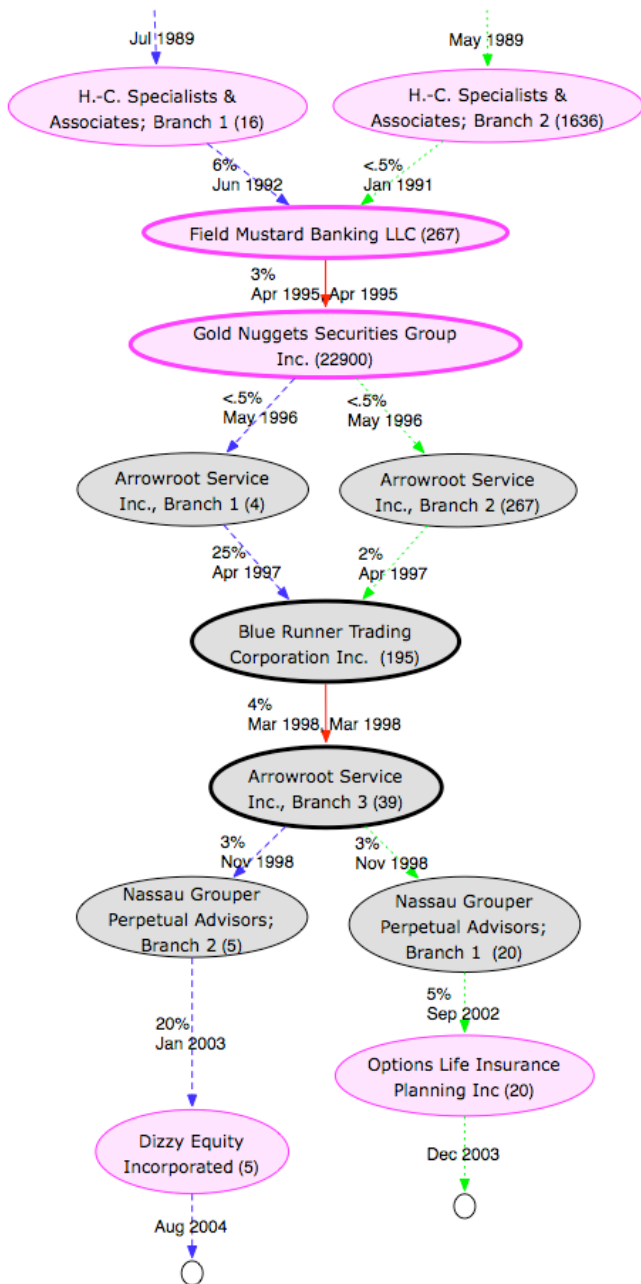 Jul 1989
May 1989
H.-C. Specialists &
Associates; Branch 1 (16)
H.-C. Specialists &
Associates; Branch 2 (1636)
6%
Jun 1992
<.5%
Jan 1991
Field Mustard Banking LLC (267)
3%
Apr 1995, Apr 1995
Gold Nuggets Securities Group
Inc. (22900)
<.5%
May 1996
<.5%
May 1996
Arrowroot Service
Inc., Branch 1 (4)
Arrowroot Service
Inc., Branch 2 (267)
25%
Apr 1997
2%
Apr 1997
Blue Runner Trading
Corporation Inc. (195)
4%
Mar 1998, Mar 1998
Arrowroot Service
Inc., Branch 3 (39)
3%
Nov 1998
3%
Nov 1998
Nassau Grouper
Perpetual Advisors;
Branch 2 (5)
Nassau Grouper
Perpetual Advisors;
Branch 1 (20)
20%
Jan 2003
5%
Sep 2002
Options Life Insurance
Planning Inc (20)
Dizzy Equity
Incorporated (5)
Dec 2003
Aug 2004